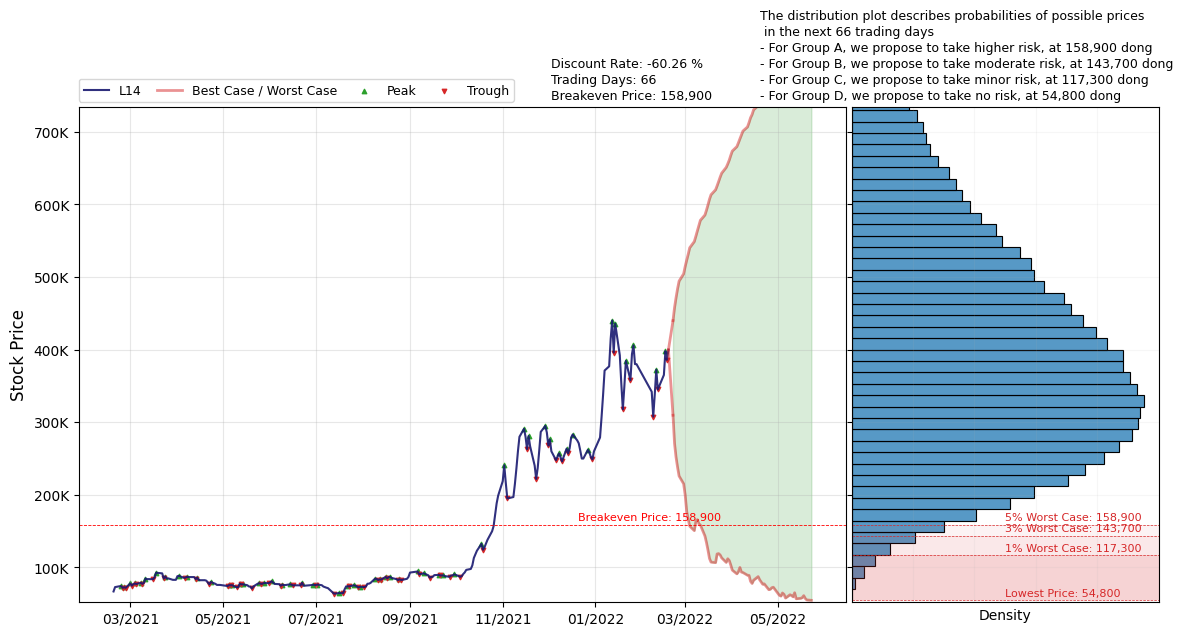 The distribution plot describes probabilities of possible prices
in the next 66 trading days
- For Group A, we propose to take higher risk, at 158,900 dong
- For Group B, we propose to take moderate risk, at 143,700 dong
- For Group C, we propose to take minor risk, at 117,300 dong
- For Group D, we propose to take no risk, at 54,800 dong
Discount Rate: -60.26 %
Trading Days: 66
Breakeven Price: 158,900
L14
Best Case / Worst Case
Peak
Trough
Stock Price
700K
600K
500K
400K
300K
200K
100K
Breakeven Price: 158,900
5% Worst Case: 158,900
3% Worst Case: 143,700
1% Worst Case: 117,300
Lowest Price: 54,800
03/2021
05/2021
07/2021
09/2021
11/2021
01/2022
03/2022
05/2022
Density